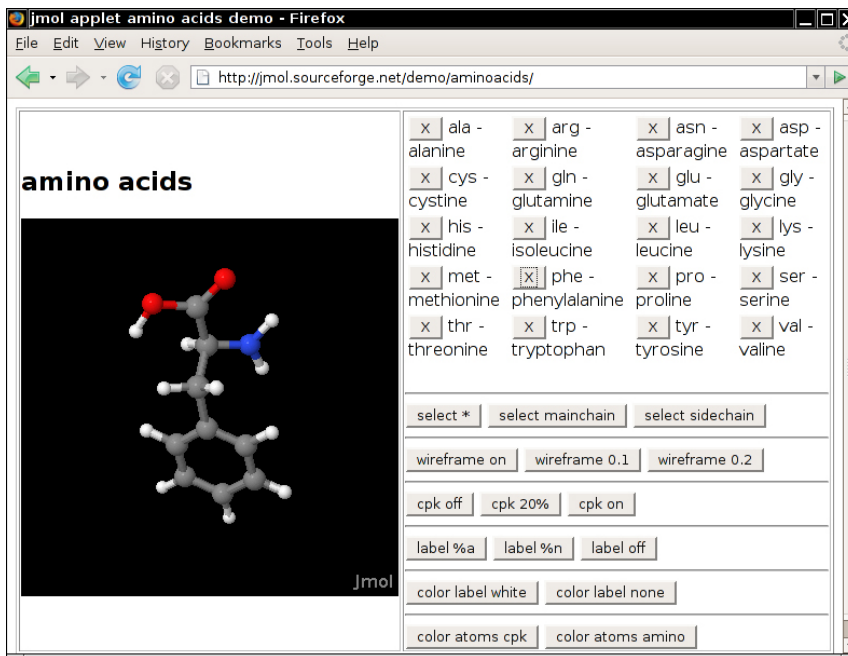 jmol applet amino acids demo - Firefox
File Edit View History Bookmarks Tools Help
http://jmol.sourceforge.net/demo/aminoacids/
amino acids
Jmol
x ala - alanine
x arg - arginine
x asn - asparagine
x asp - aspartate
x cys - cystine
x gln - glutamine
x glu - glutamate
x gly - glycine
x his - histidine
x ile - isoleucine
x leu - leucine
x lys - lysine
x met - methionine
x phe - phenylalanine
x pro - proline
x ser - serine
x thr - threonine
x trp - tryptophan
x tyr - tyrosine
x val - valine
select * select mainchain select sidechain
wireframe on wireframe 0.1 wireframe 0.2
cpk off cpk 20% cpk on
label %a label %n label off
color label white color label none
color atoms cpk color atoms amino